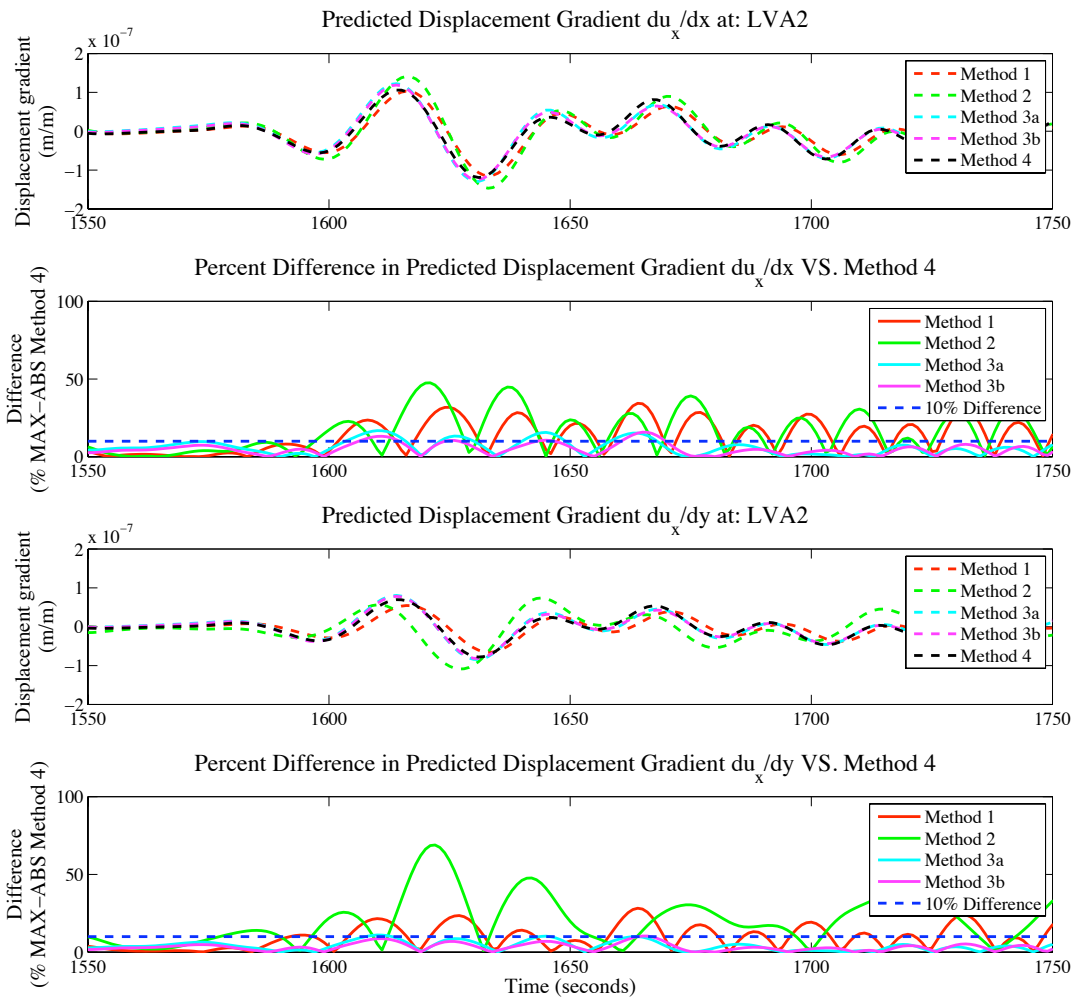 Predicted Displacement Gradient du_x/dx at: LVA2
x 10^-7
Displacement gradient
(m/m)
2
1
0
−1
−2
1550 1600 1650 1700 1750
Method 1
Method 2
Method 3a
Method 3b
Method 4
Percent Difference in Predicted Displacement Gradient du_x/dx VS. Method 4
Difference
(% MAX−ABS Method 4)
100
50
0
1550 1600 1650 1700 1750
Method 1
Method 2
Method 3a
Method 3b
10% Difference
Predicted Displacement Gradient du_x/dy at: LVA2
x 10^-7
Displacement gradient
(m/m)
2
1
0
−1
−2
1550 1600 1650 1700 1750
Method 1
Method 2
Method 3a
Method 3b
Method 4
Percent Difference in Predicted Displacement Gradient du_x/dy VS. Method 4
Difference
(% MAX−ABS Method 4)
100
50
0
1550 1600 1650 1700 1750
Method 1
Method 2
Method 3a
Method 3b
10% Difference
Time (seconds)